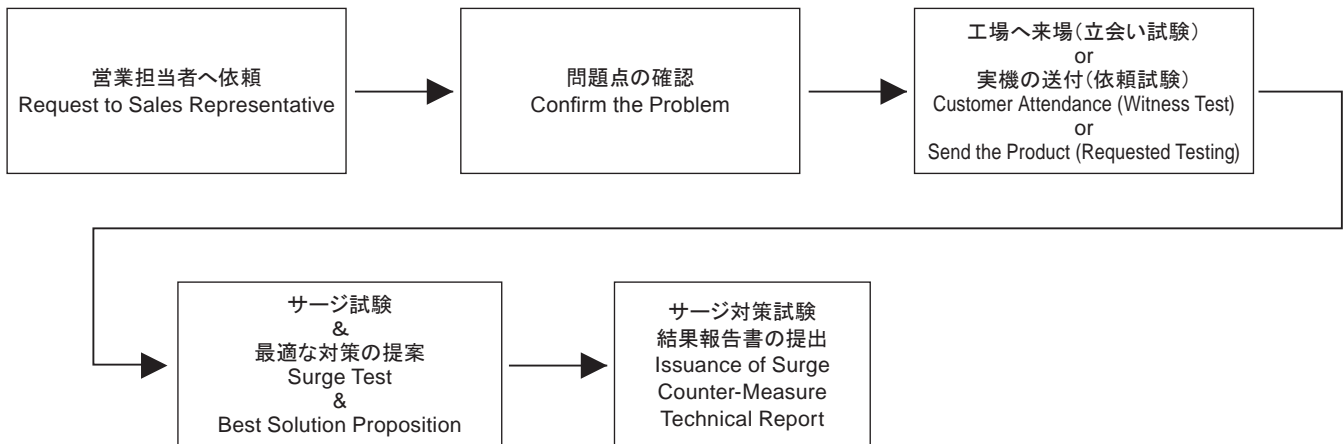 営業担当者へ依頼
Request to Sales Representative
問題点の確認
Confirm the Problem
工場へ来場(立会い試験)
or
実機の送付(依頼試験)
Customer Attendance (Witness Test)
or
Send the Product (Requested Testing)
サージ試験
&
最適な対策の提案
Surge Test
&
Best Solution Proposition
サージ対策試験
結果報告書の提出
Issuance of Surge
Counter-Measure
Technical Report